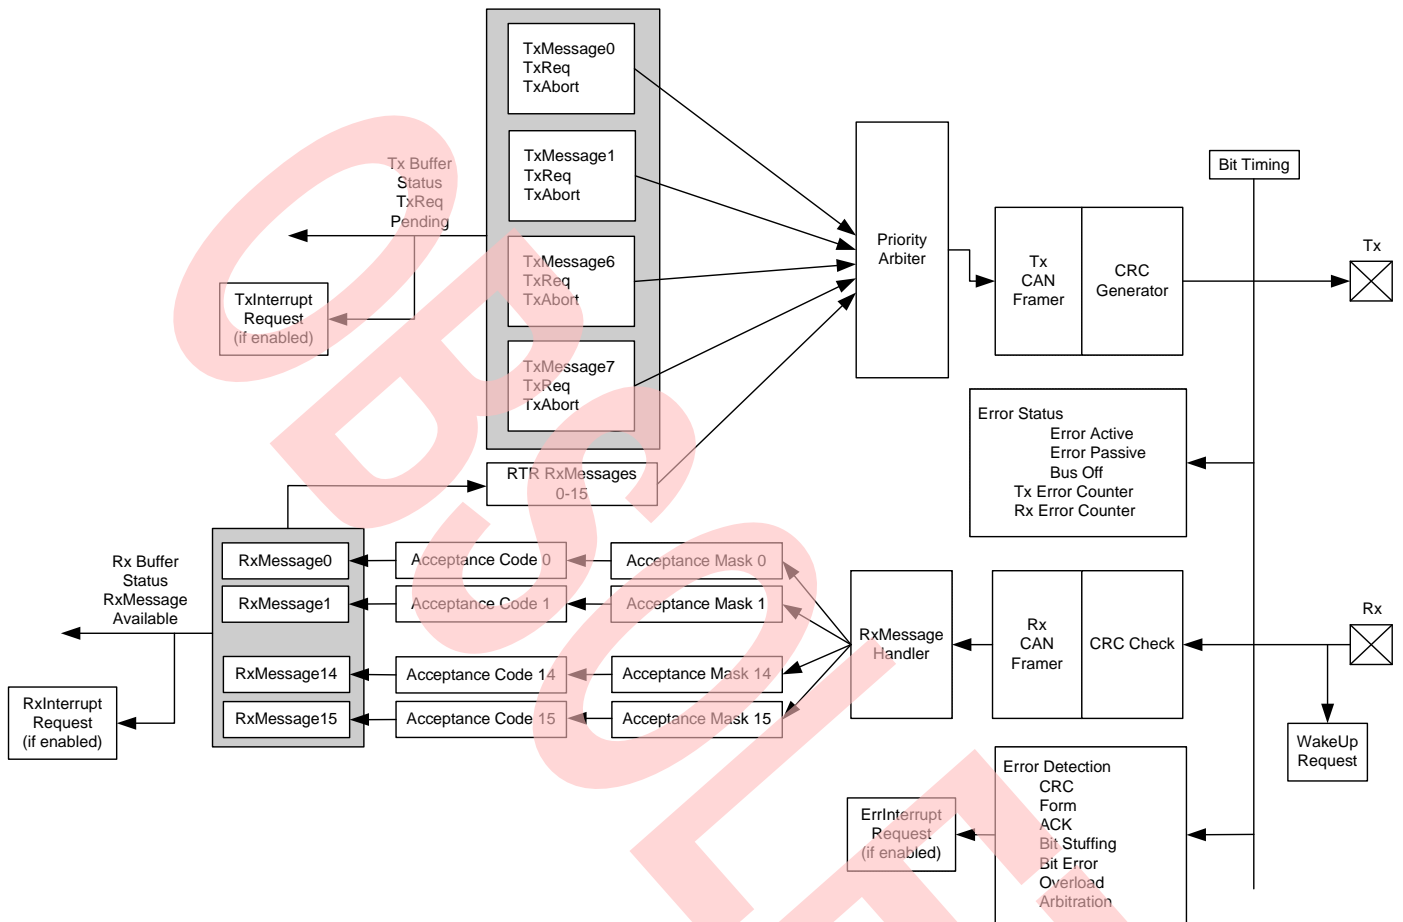 TxMessage0
TxReq
TxAbort
TxMessage1
TxReq
TxAbort
TxMessage6
TxReq
TxAbort
TxMessage7
TxReq
TxAbort
Tx Buffer
Status
TxReq
Pending
TxInterrupt
Request
(if enabled)
RTR RxMessages
0-15
Priority
Arbiter
Tx
CAN
Framer
CRC
Generator
Bit Timing
Tx
Error Status
Error Active
Error Passive
Bus Off
Tx Error Counter
Rx Error Counter
Rx Buffer
Status
RxMessage
Available
RxInterrupt
Request
(if enabled)
RxMessage0
RxMessage1
RxMessage14
RxMessage15
Acceptance Code 0
Acceptance Code 1
Acceptance Code 14
Acceptance Code 15
Acceptance Mask 0
Acceptance Mask 1
Acceptance Mask 14
Acceptance Mask 15
RxMessage
Handler
Rx
CAN
Framer
CRC Check
Rx
WakeUp
Request
Error Detection
CRC
Form
ACK
Bit Stuffing
Bit Error
Overload
Arbitration
ErrInterrupt
Request
(if enabled)
OBSOLE